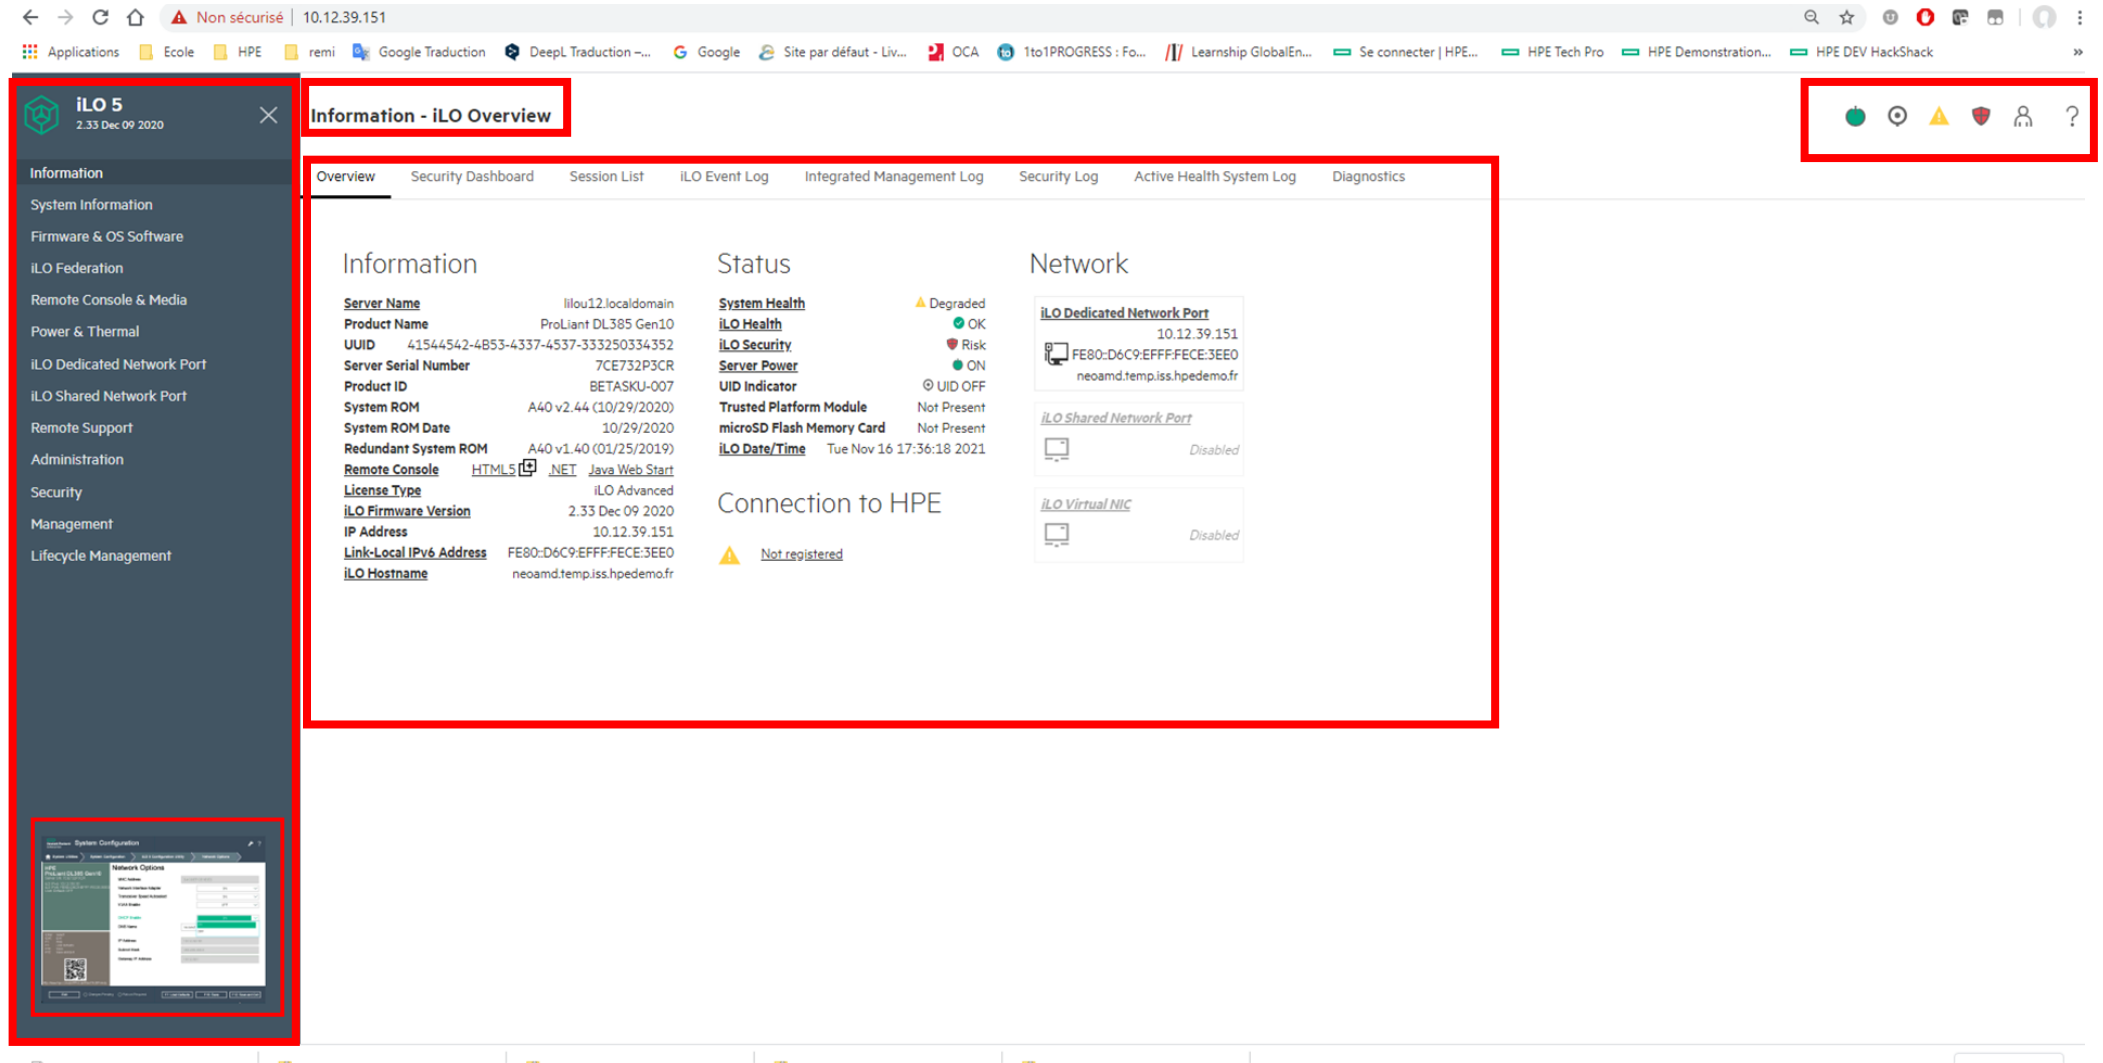 Non sécurisé | 10.12.39.151
Applications Ecole HPE remi Google Traduction DeepL Traduction –... Google Site par défaut - Liv... OCA 1to1PROGRESS : Fo... Learnship GlobalEn... Se connecter | HPE... HPE Tech Pro HPE Demonstration... HPE DEV HackShack »
iLO 5
2.33 Dec 09 2020
Information
System Information
Firmware & OS Software
iLO Federation
Remote Console & Media
Power & Thermal
iLO Dedicated Network Port
iLO Shared Network Port
Remote Support
Administration
Security
Management
Lifecycle Management
System Configuration
Network Options
Information - iLO Overview
?
Overview Security Dashboard Session List iLO Event Log Integrated Management Log Security Log Active Health System Log Diagnostics
Information
Server Name lilou12.localdomain
Product Name ProLiant DL385 Gen10
UUID 41544542-4B53-4337-4537-333250334352
Server Serial Number 7CE732P3CR
Product ID BETASKU-007
System ROM A40 v2.44 (10/29/2020)
System ROM Date 10/29/2020
Redundant System ROM A40 v1.40 (01/25/2019)
Remote Console HTML5 .NET Java Web Start
License Type iLO Advanced
iLO Firmware Version 2.33 Dec 09 2020
IP Address 10.12.39.151
Link-Local IPv6 Address FE80::D6C9:EFFF:FECE:3EE0
iLO Hostname neoamd.temp.iss.hpedemo.fr
Status
System Health Degraded
iLO Health OK
iLO Security Risk
Server Power ON
UID Indicator UID OFF
Trusted Platform Module Not Present
microSD Flash Memory Card Not Present
iLO Date/Time Tue Nov 16 17:36:18 2021
Connection to HPE
Not registered
Network
iLO Dedicated Network Port
10.12.39.151
FE80::D6C9:EFFF:FECE:3EE0
neoamd.temp.iss.hpedemo.fr
iLO Shared Network Port
Disabled
iLO Virtual NIC
Disabled